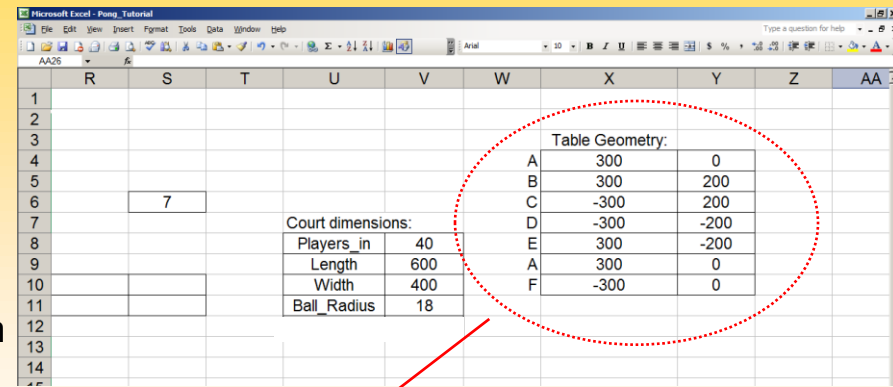 Microsoft Excel - Pong_Tutorial
File Edit View Insert Format Tools Data Window Help Type a question for help
Arial 10 B I U $ % ,
AA26 fx
R S T U V W X Y Z AA
1
2
3 Table Geometry:
4 A 300 0
5 B 300 200
6 7 C -300 200
7 Court dimensions: D -300 -200
8 Players_in 40 E 300 -200
9 Length 600 A 300 0
10 Width 400 F -300 0
11 Ball_Radius 18
12
13
14